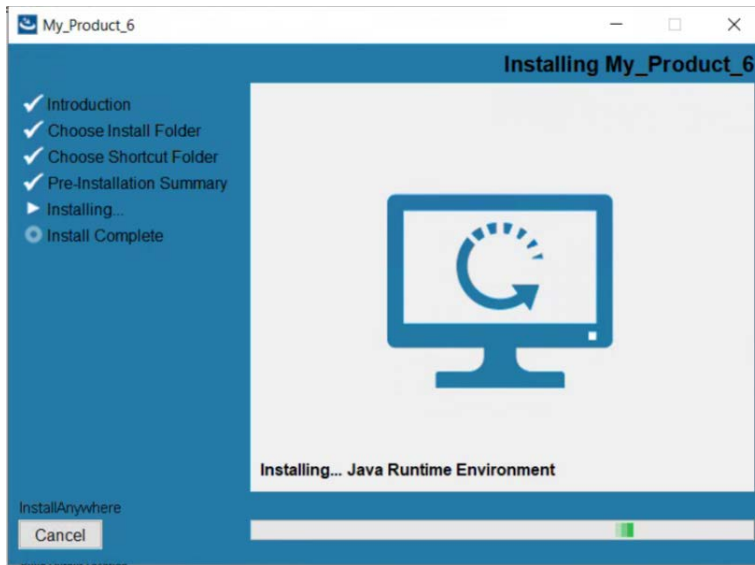 My_Product_6
Installing My_Product_6
Introduction
Choose Install Folder
Choose Shortcut Folder
Pre-Installation Summary
Installing...
Install Complete
Installing... Java Runtime Environment
InstallAnywhere
Cancel